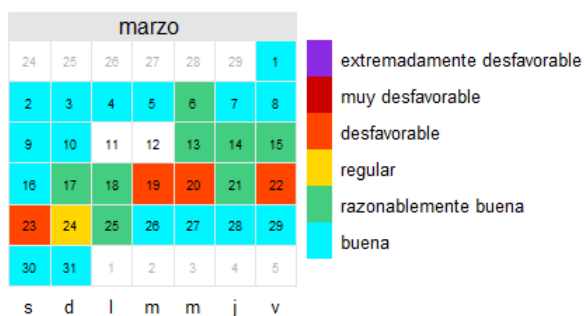 marzo
24 25 26 27 28 29 1
2 3 4 5 6 7 8
9 10 11 12 13 14 15
16 17 18 19 20 21 22
23 24 25 26 27 28 29
30 31 1 2 3 4 5
s d l m m j v
extremadamente desfavorable
muy desfavorable
desfavorable
regular
razonablemente buena
buena